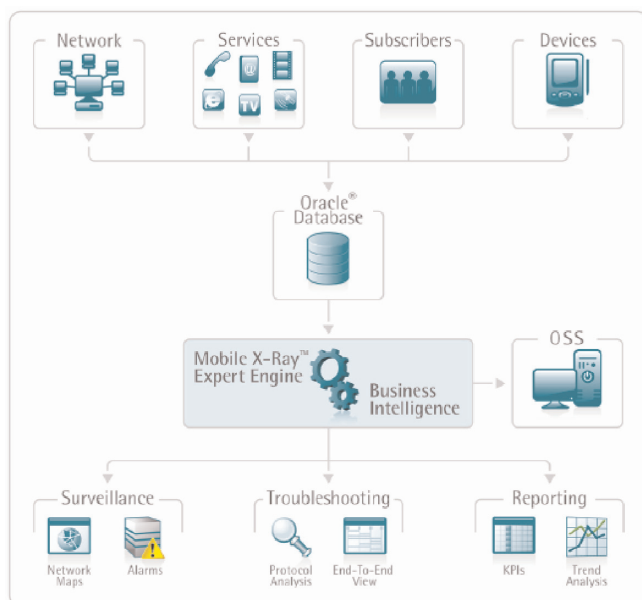 Network
Services
Subscribers
Devices
@
TV
Oracle®
Database
Mobile X-Ray™
Expert Engine
Business
Intelligence
OSS
Surveillance
Troubleshooting
Reporting
Network
Maps
Alarms
Protocol
Analysis
End-To-End
View
KPIs
Trend
Analysis